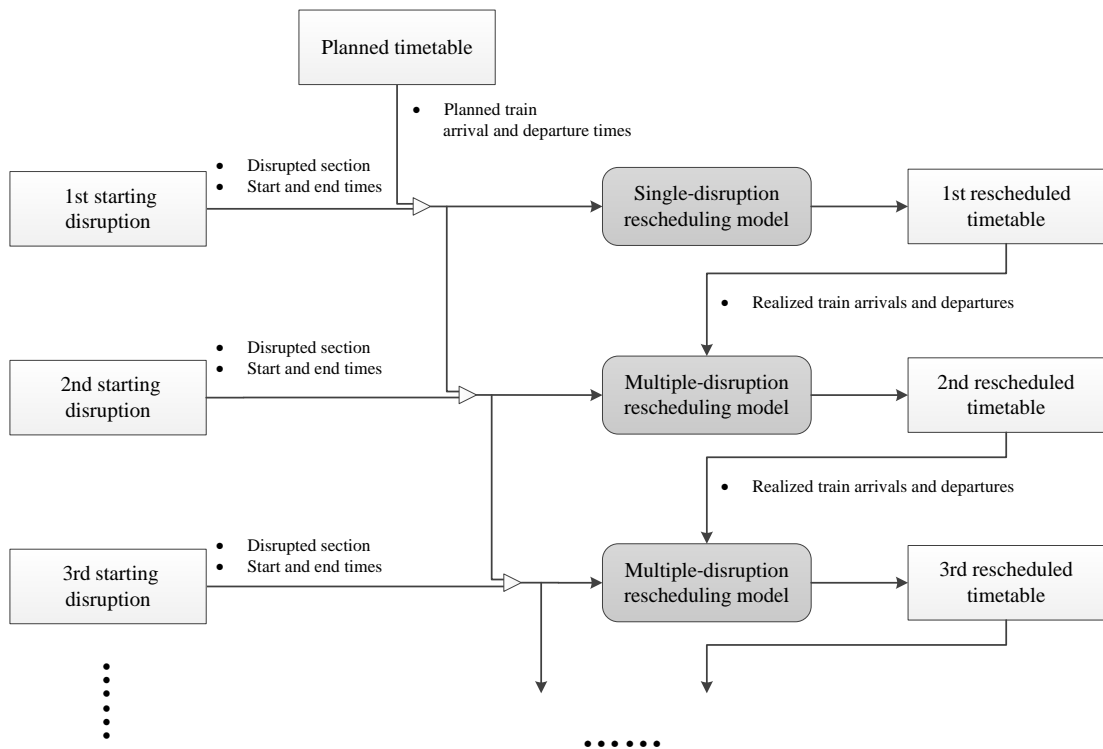 Planned timetable
• Planned train
arrival and departure times
• Disrupted section
• Start and end times
1st starting
disruption
Single-disruption
rescheduling model
1st rescheduled
timetable
• Realized train arrivals and departures
• Disrupted section
• Start and end times
2nd starting
disruption
Multiple-disruption
rescheduling model
2nd rescheduled
timetable
• Realized train arrivals and departures
• Disrupted section
• Start and end times
3rd starting
disruption
Multiple-disruption
rescheduling model
3rd rescheduled
timetable